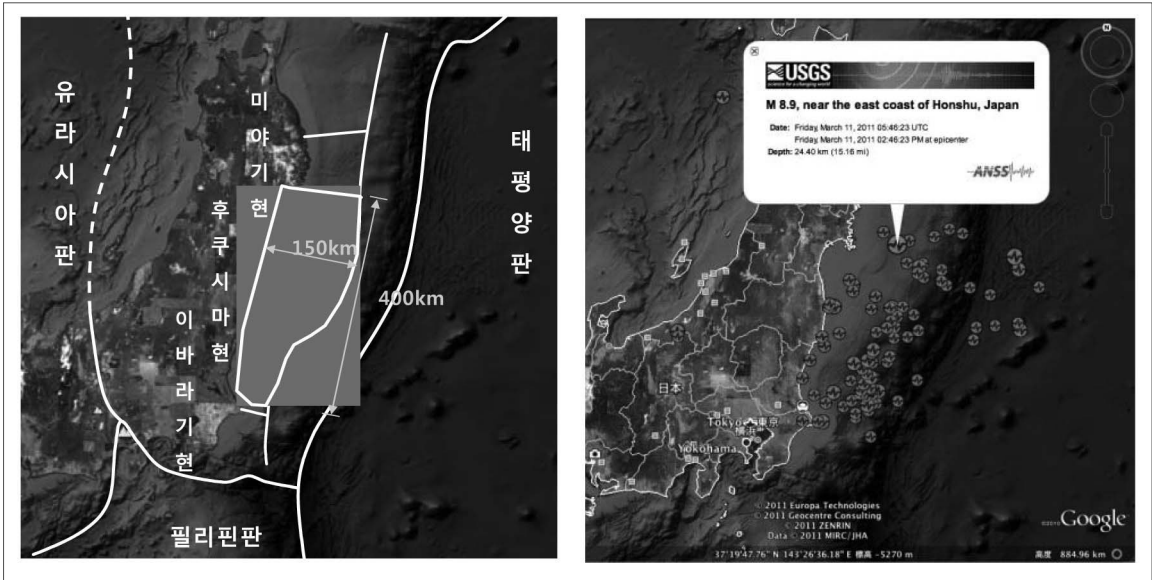 유라시아판
미야기현
후쿠시마현
이바라기현
태평양판
150km
400km
필리핀판
USGS
science for a changing world
M 8.9, near the east coast of Honshu, Japan
Date: Friday, March 11, 2011 05:46:23 UTC
Friday, March 11, 2011 02:46:23 PM at epicenter
Depth: 24.40 km (15.16 mi)
ANSS
N
日本
Tokyo 東京
横浜
Yokohama
© 2011 Europa Technologies
© 2011 Geocentre Consulting
© 2011 ZENRIN
Data © 2011 MIRC/JHA
©2010 Google
37°19'47.76" N 143°26'36.18" E 標高 -5270 m
高度 884.96 km